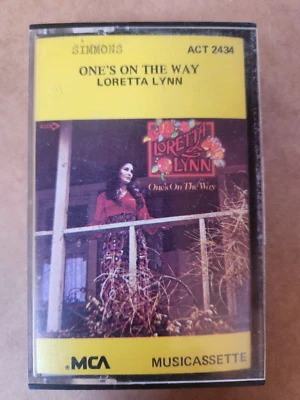 SIMMONS
ACT 2434
ONE'S ON THE WAY
LORETTA LYNN
LORETTA
LYNN
One's On The Way
MCA
MUSICASSETTE